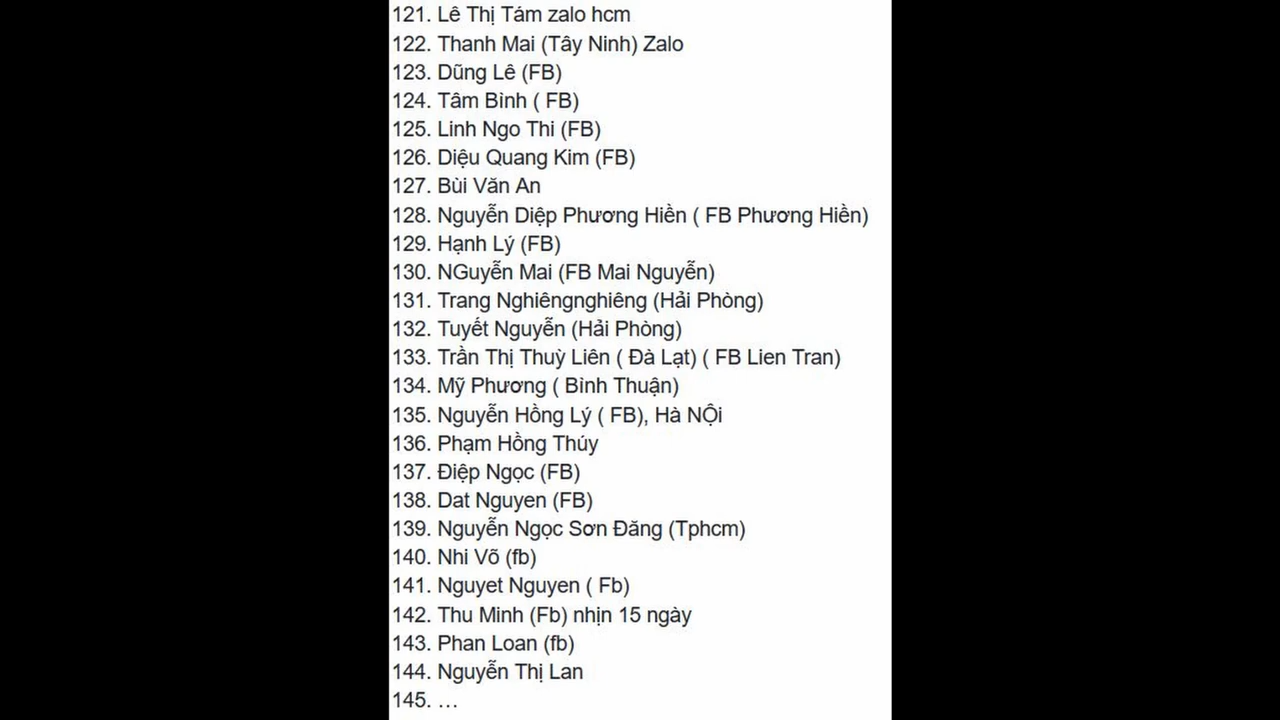 121. Lê Thị Tám zalo hcm
122. Thanh Mai (Tây Ninh) Zalo
123. Dũng Lê (FB)
124. Tâm Bình ( FB)
125. Linh Ngo Thi (FB)
126. Diệu Quang Kim (FB)
127. Bùi Văn An
128. Nguyễn Diệp Phương Hiền ( FB Phương Hiền)
129. Hạnh Lý (FB)
130. NGuyễn Mai (FB Mai Nguyễn)
131. Trang Nghiêngnghiêng (Hải Phòng)
132. Tuyết Nguyễn (Hải Phòng)
133. Trần Thị Thuỳ Liên ( Đà Lạt) ( FB Lien Tran)
134. Mỹ Phương ( Bình Thuận)
135. Nguyễn Hồng Lý ( FB), Hà NỘi
136. Phạm Hồng Thúy
137. Điệp Ngọc (FB)
138. Dat Nguyen (FB)
139. Nguyễn Ngọc Sơn Đăng (Tphcm)
140. Nhi Võ (fb)
141. Nguyet Nguyen ( Fb)
142. Thu Minh (Fb) nhịn 15 ngày
143. Phan Loan (fb)
144. Nguyễn Thị Lan
145. …